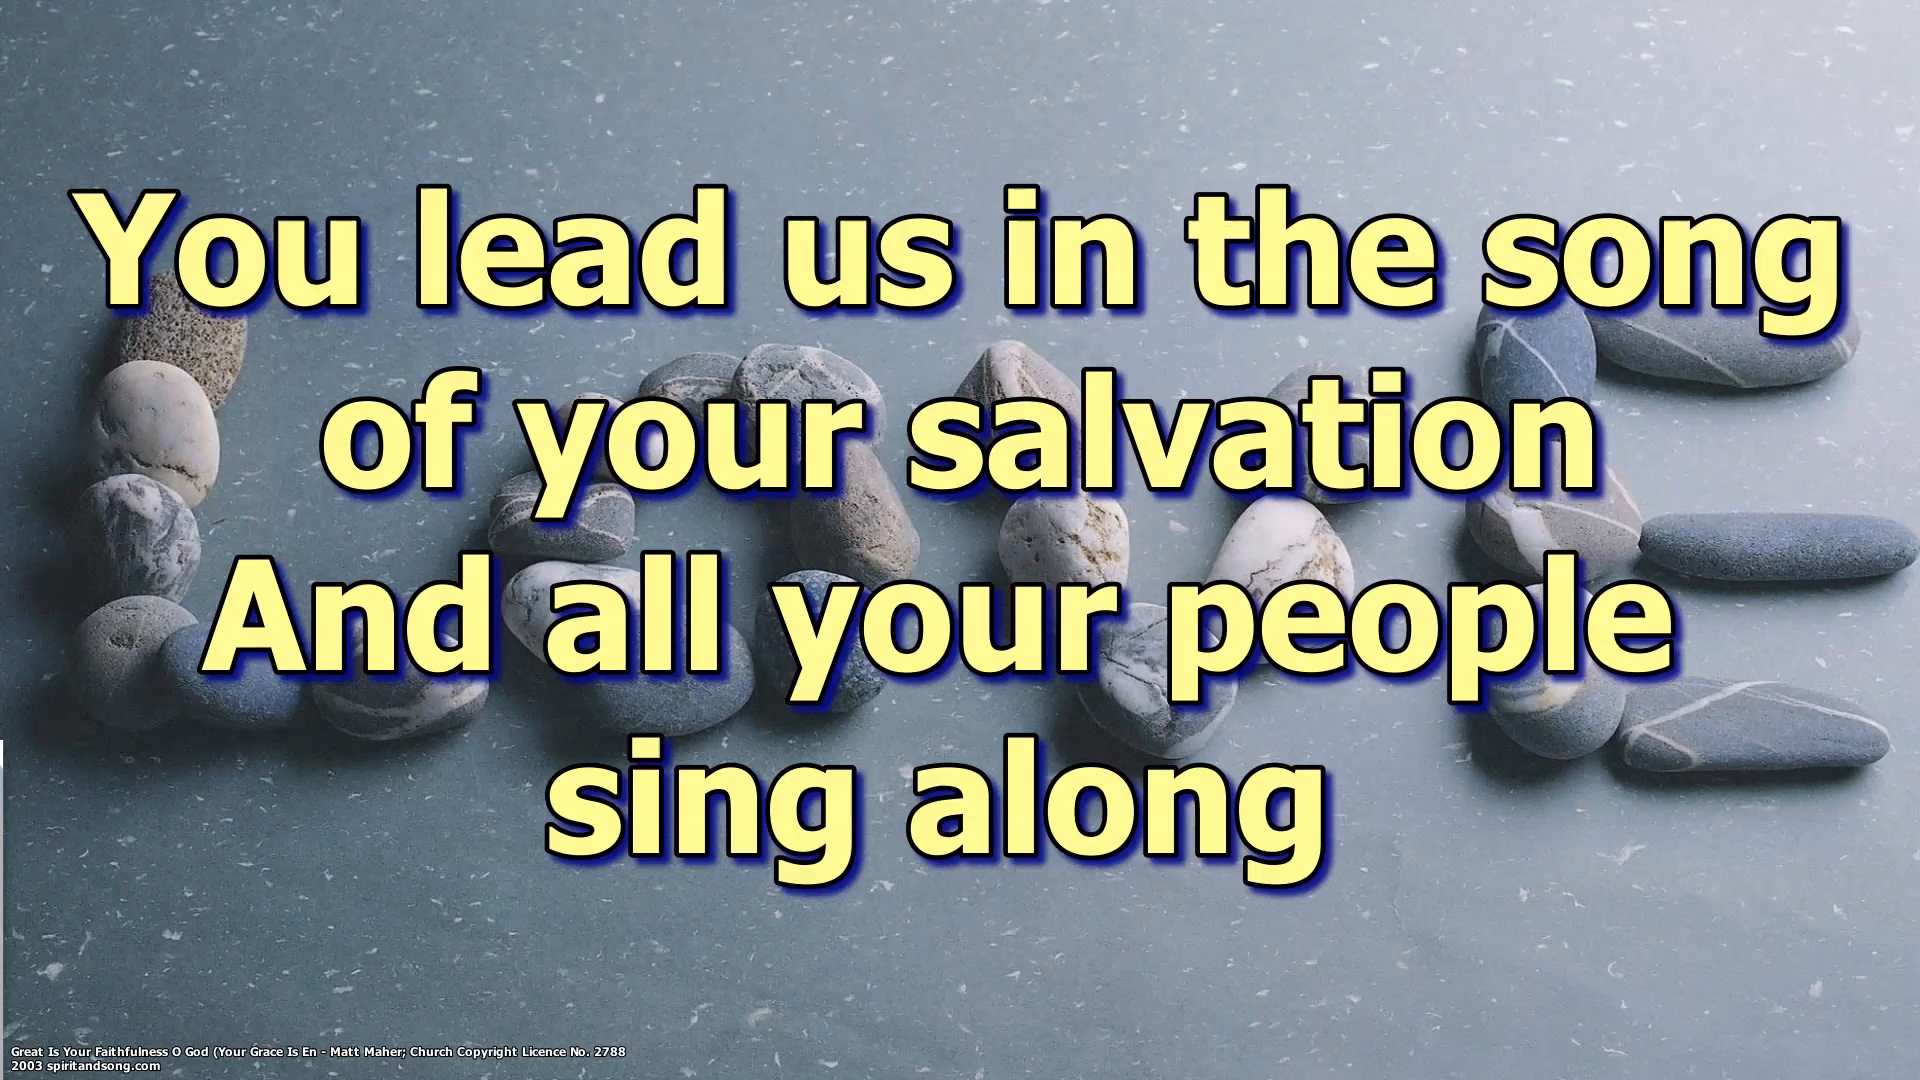 You lead us in the song
of your salvation
And all your people
sing along
LOVE
Great Is Your Faithfulness O God (Your Grace Is En - Matt Maher; Church Copyright Licence No. 2788
2003 spiritandsong.com